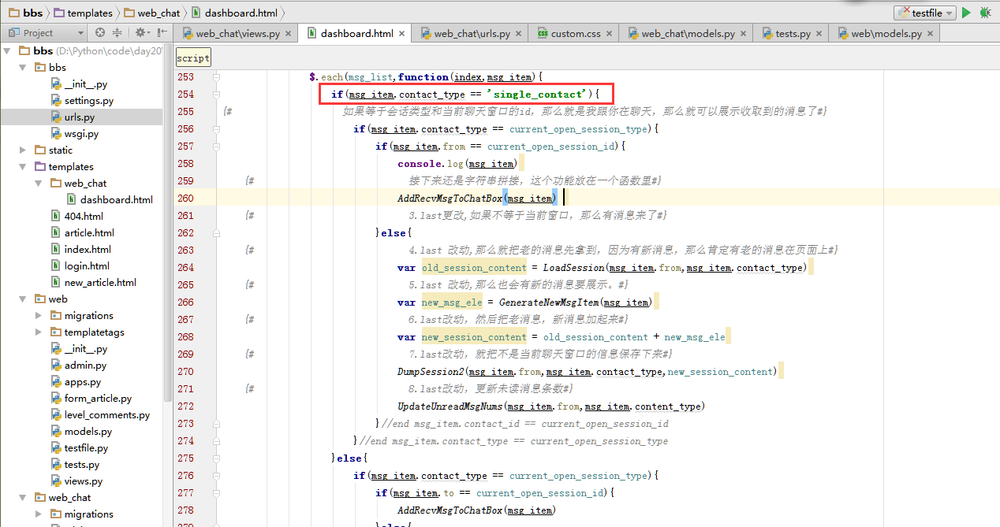 bbs templates web_chat dashboard.html testfile
Project web_chat\views.py dashboard.html web_chat\urls.py custom.css web_chat\models.py tests.py web\models.py
bbs (D:\Python\code\day20\
bbs
__init__.py
settings.py
urls.py
wsgi.py
static
templates
web_chat
dashboard.html
404.html
article.html
index.html
login.html
new_article.html
web
migrations
templatetags
__init__.py
admin.py
apps.py
form_article.py
level_comments.py
models.py
testfile.py
tests.py
views.py
web_chat
migrations
script
253 $.each(msg_list,function(index,msg_item){
254 if(msg_item.contact_type == 'single_contact'){
255 {# 如果等于会话类型和当前聊天窗口的id，那么就是我跟你在聊天，那么就可以展示收取到的消息了#}
256 if(msg_item.contact_type == current_open_session_type){
257 if(msg_item.from == current_open_session_id){
258 console.log(msg_item)
259 {# 接下来还是字符串拼接，这个功能放在一个函数里#}
260 AddRecvMsgToChatBox(msg_item)
261 {# 3.last更改,如果不等于当前窗口，那么有消息来了#}
262 }else{
263 {# 4.last 改动,那么就把老的消息先拿到，因为有新消息，那么肯定有老的消息在页面上#}
264 var old_session_content = LoadSession(msg_item.from,msg_item.contact_type)
265 {# 5.last 改动,那么也会有新的消息要展示。#}
266 var new_msg_ele = GenerateNewMsgItem(msg_item)
267 {# 6.last改动，然后把老消息，新消息加起来#}
268 var new_session_content = old_session_content + new_msg_ele
269 {# 7.last改动，就把不是当前聊天窗口的信息保存下来#}
270 DumpSession2(msg_item.from,msg_item.contact_type,new_session_content)
271 {# 8.last改动，更新未读消息条数#}
272 UpdateUnreadMsgNums(msg_item.from,msg_item.content_type)
273 }//end msg_item.contact_id == current_open_session_id
274 }//end msg_item.contact_type == current_open_session_type
275 }else{
276 if(msg_item.contact_type == current_open_session_type){
277 if(msg_item.to == current_open_session_id){
278 AddRecvMsgToChatBox(msg_item)